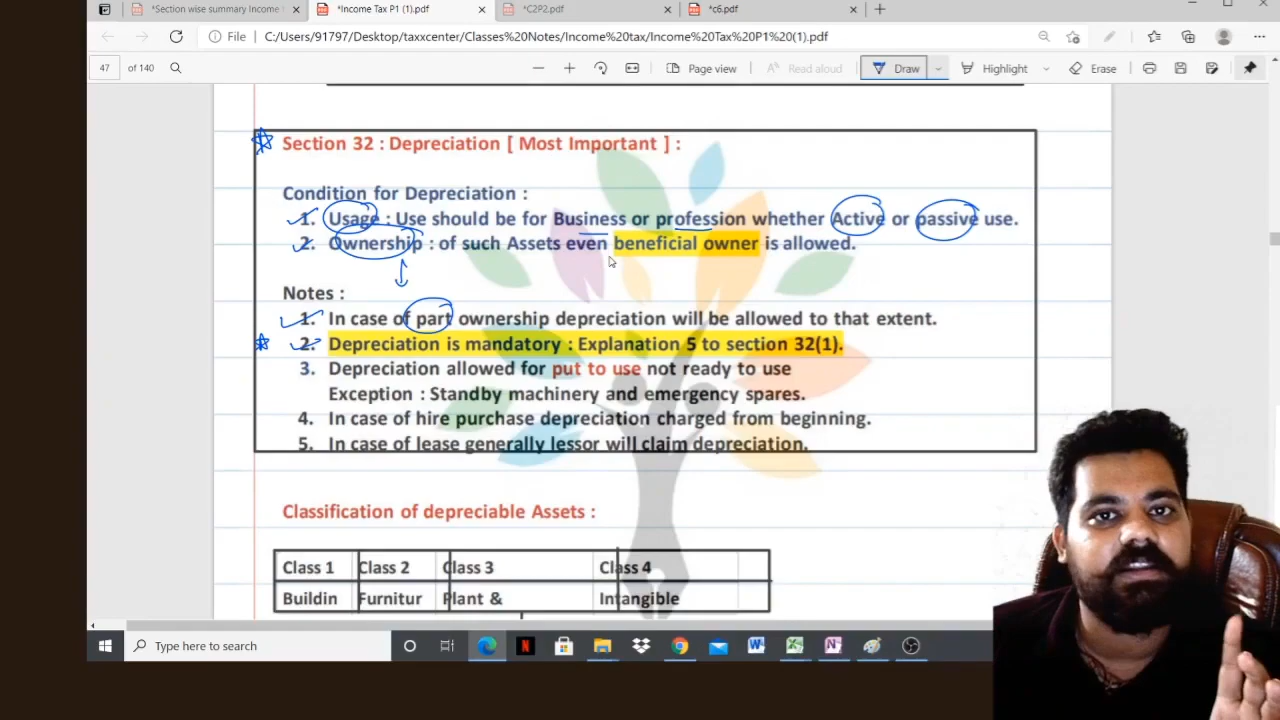 *Section wise summary Income
*Income Tax P1 (1).pdf
*C2P2.pdf
*c6.pdf
File
C:/Users/91797/Desktop/taxxcenter/Classes%20Notes/Income%20tax/Income%20Tax%20P1%20(1).pdf
47 of 140
Page view
Read aloud
Draw
Highlight
Erase
Section 32 : Depreciation [ Most Important ] :
Condition for Depreciation :
1. Usage : Use should be for Business or profession whether Active or passive use.
2. Ownership : of such Assets even beneficial owner is allowed.
Notes :
1. In case of part ownership depreciation will be allowed to that extent.
2. Depreciation is mandatory : Explanation 5 to section 32(1).
3. Depreciation allowed for put to use not ready to use
Exception : Standby machinery and emergency spares.
4. In case of hire purchase depreciation charged from beginning.
5. In case of lease generally lessor will claim depreciation.
Classification of depreciable Assets :
Class 1 Class 2 Class 3 Class 4
Buildin Furnitur Plant & Intangible
Type here to search